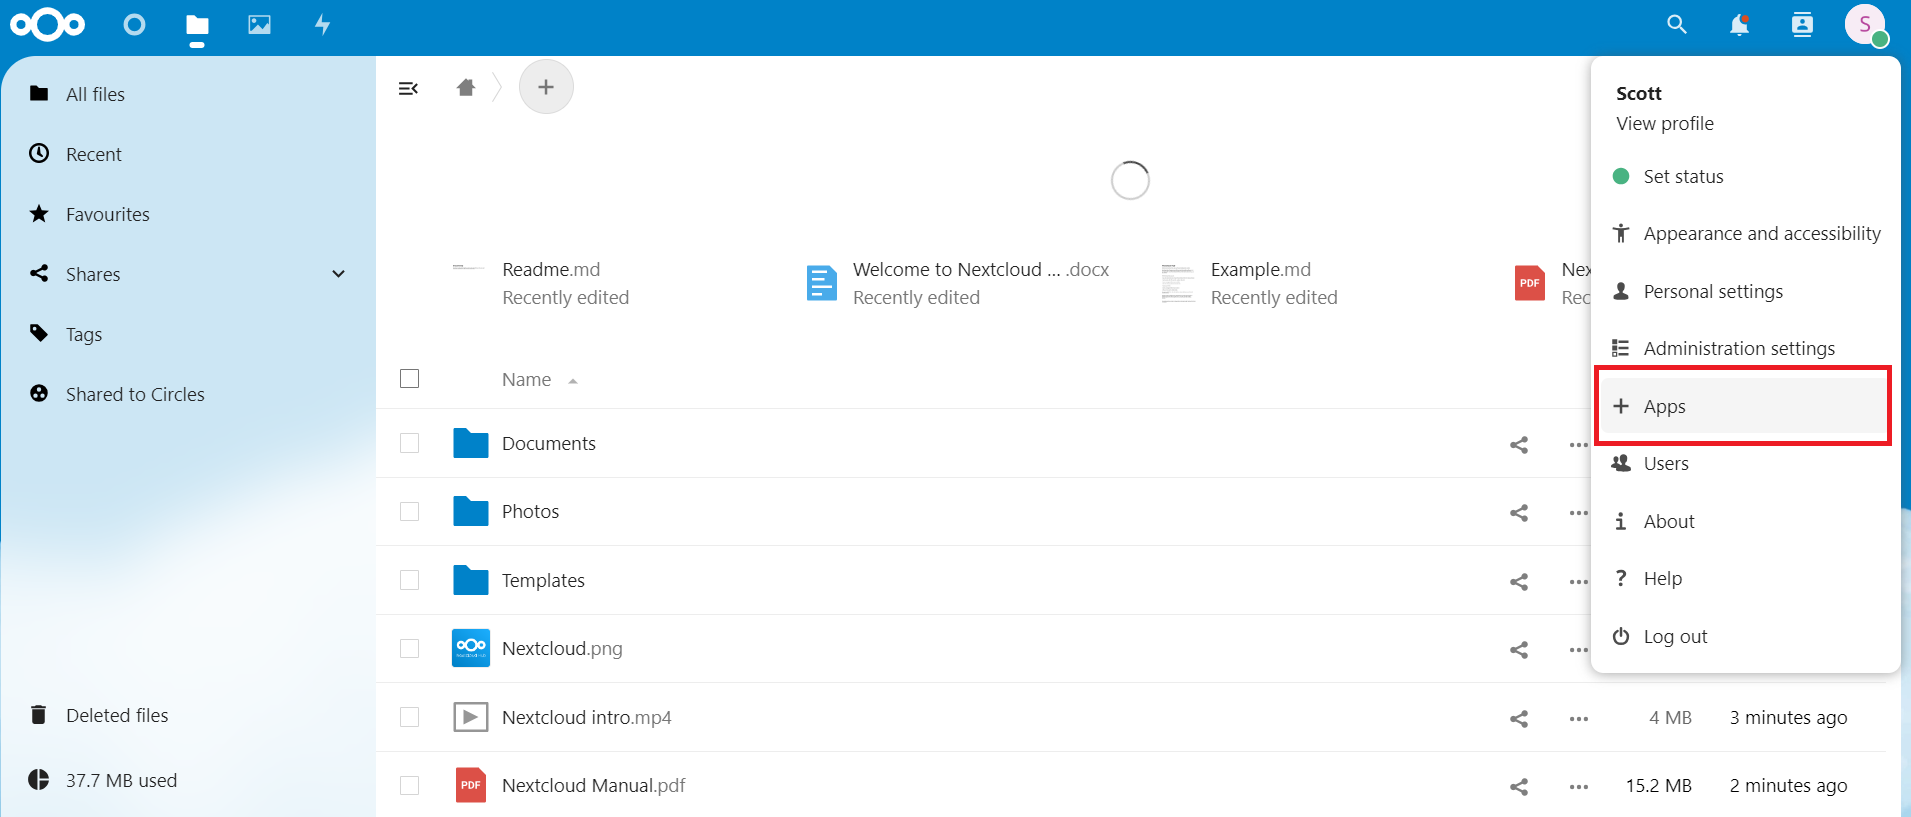 S
All files
Recent
Favourites
Shares
Tags
Shared to Circles
Deleted files
37.7 MB used
Readme.md
Recently edited
Welcome to Nextcloud ... .docx
Recently edited
Example.md
Recently edited
PDF
Nex
Rec
Name
Documents
Photos
Templates
Nextcloud.png
Nextcloud intro.mp4 4 MB 3 minutes ago
PDF Nextcloud Manual.pdf 15.2 MB 2 minutes ago
Scott
View profile
Set status
Appearance and accessibility
Personal settings
Administration settings
Apps
Users
About
Help
Log out